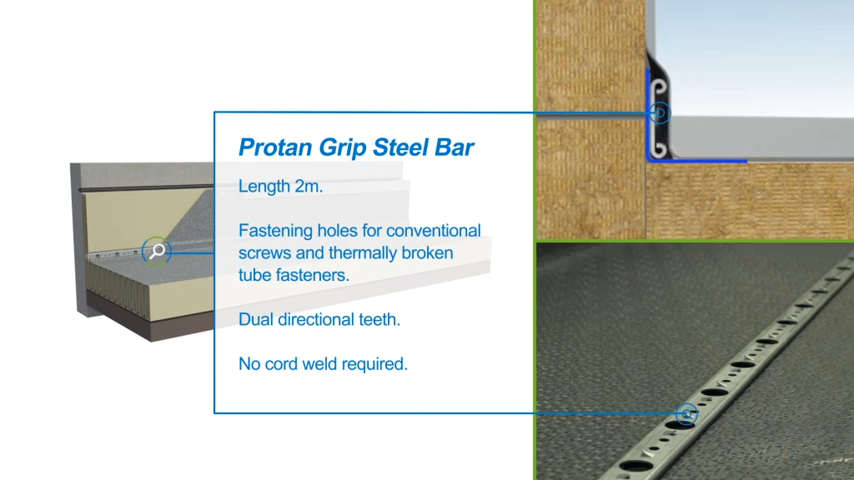 Protan Grip Steel Bar
Length 2m.
Fastening holes for conventional
screws and thermally broken
tube fasteners.
Dual directional teeth.
No cord weld required.